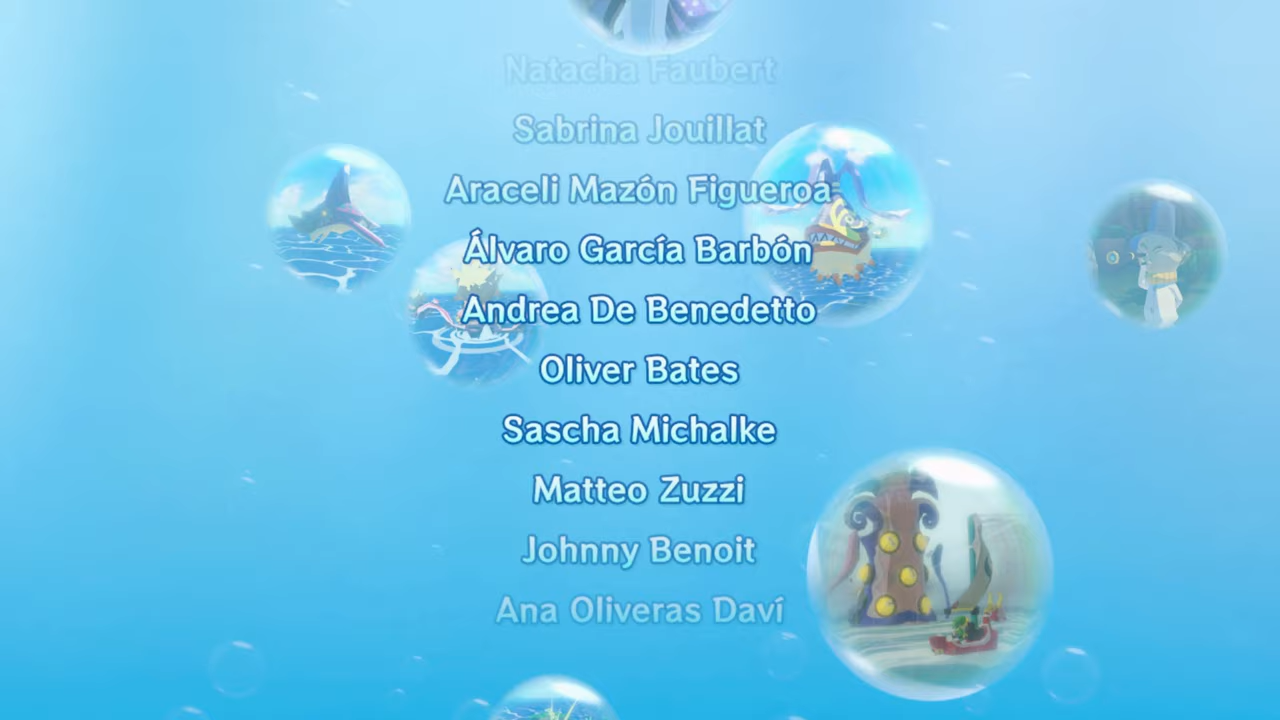 Natacha Faubert
Sabrina Jouillat
Araceli Mazón Figueroa
Álvaro García Barbón
Andrea De Benedetto
Oliver Bates
Sascha Michalke
Matteo Zuzzi
Johnny Benoit
Ana Oliveras Daví